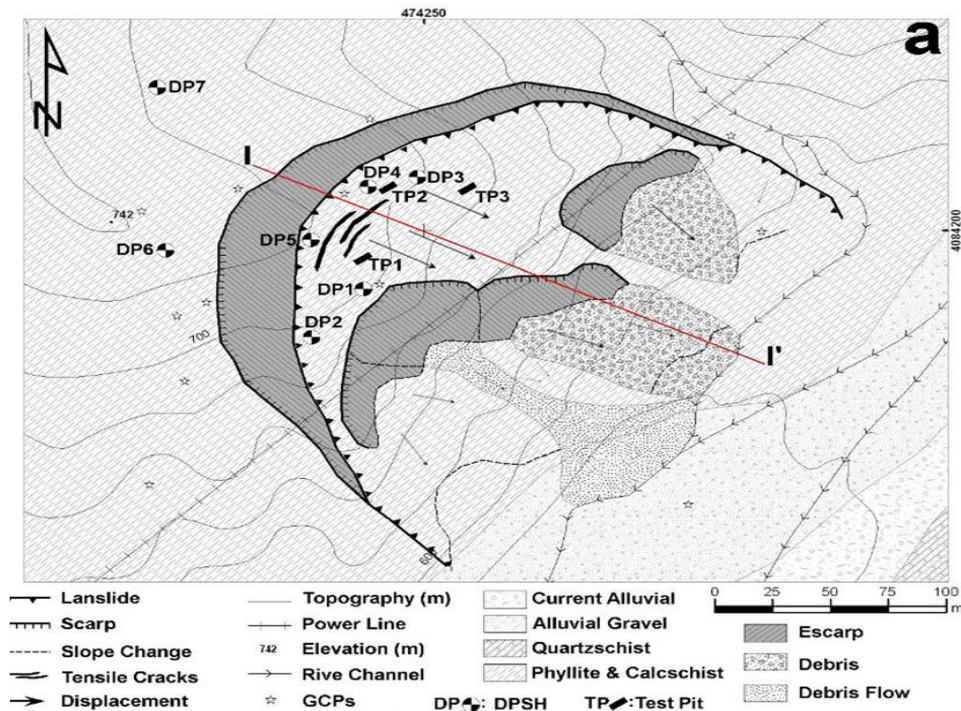 474250
a
N
DP7
I
DP4
DP3
TP2
TP3
742
DP6
DP5
4084200
TP1
DP1
DP2
700
I'
600
Lanslide
Scarp
Slope Change
Tensile Cracks
Displacement
Topography (m)
Power Line
742 Elevation (m)
Rive Channel
GCPs
Current Alluvial
Alluvial Gravel
Quartzschist
Phyllite & Calcschist
DP : DPSH
TP : Test Pit
0 25 50 75 100
m
Escarp
Debris
Debris Flow